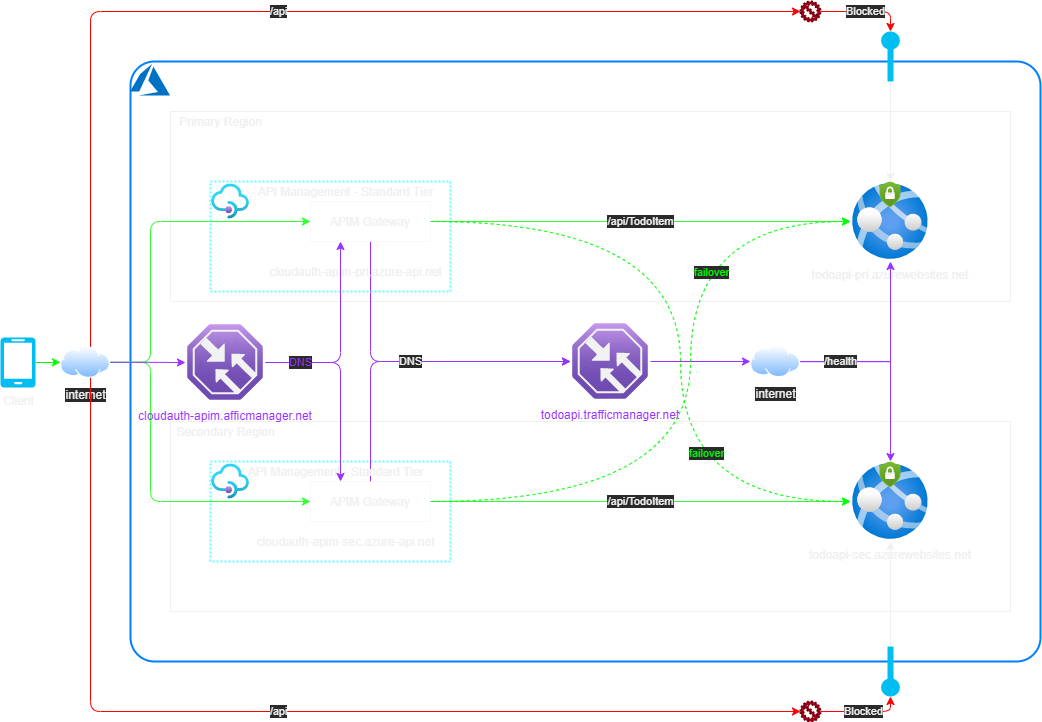 /api
Blocked
Primary Region
API Management - Standard Tier
APIM Gateway
/api/TodoItem
cloudauth-apim-pri.azure-api.net
failover
todoapi-pri.azurewebsites.net
DNS
DNS
/health
internet
internet
Client
cloudauth-apim.afficmanager.net
todoapi.trafficmanager.net
Secondary Region
failover
API Management - Standard Tier
APIM Gateway
/api/TodoItem
cloudauth-apim-sec.azure-api.net
todoapi-sec.azurewebsites.net
/api
Blocked